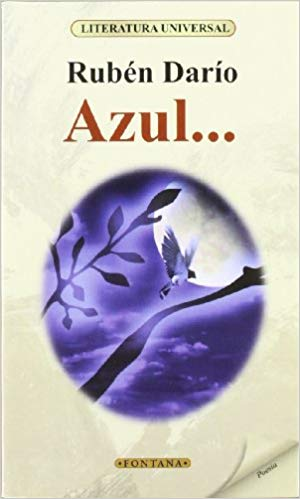 LITERATURA UNIVERSAL
Rubén Darío
Azul...
Poesía
•FONTANA•